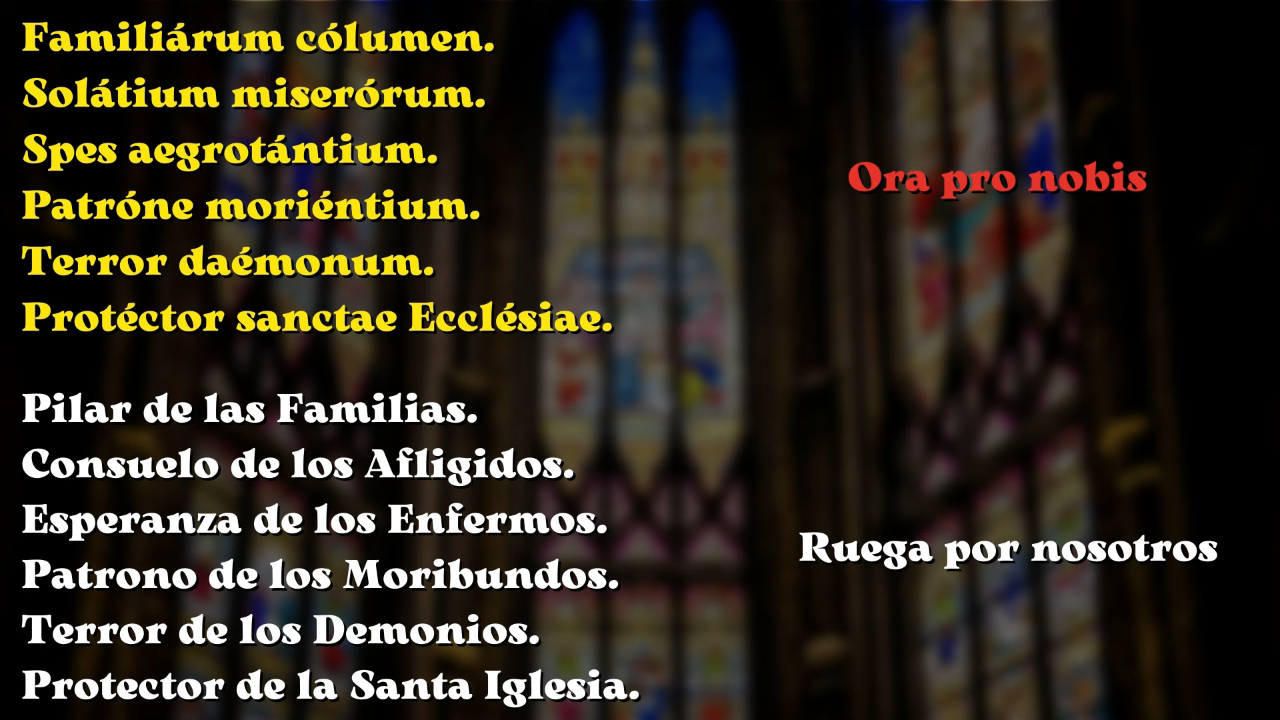 Familiárum cólumen.
Solátium miserórum.
Spes aegrotántium.
Patróne moriéntium.
Terror daémonum.
Protéctor sanctae Ecclésiae.
Ora pro nobis
Pilar de las Familias.
Consuelo de los Afligidos.
Esperanza de los Enfermos.
Patrono de los Moribundos.
Terror de los Demonios.
Protector de la Santa Iglesia.
Ruega por nosotros